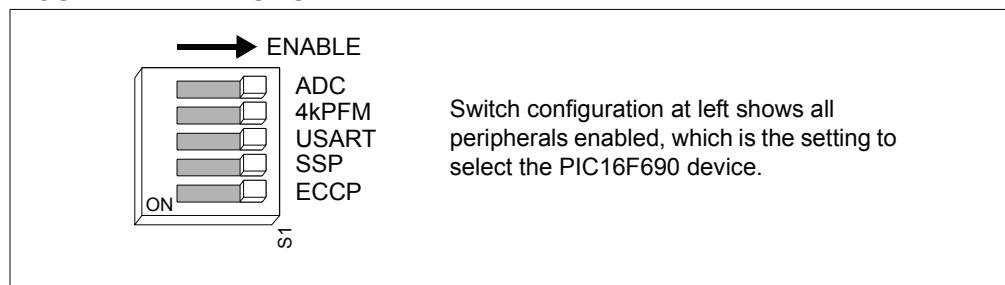 ENABLE
ADC
4kPFM
USART
SSP
ECCP
ON
S1
Switch configuration at left shows all
peripherals enabled, which is the setting to
select the PIC16F690 device.